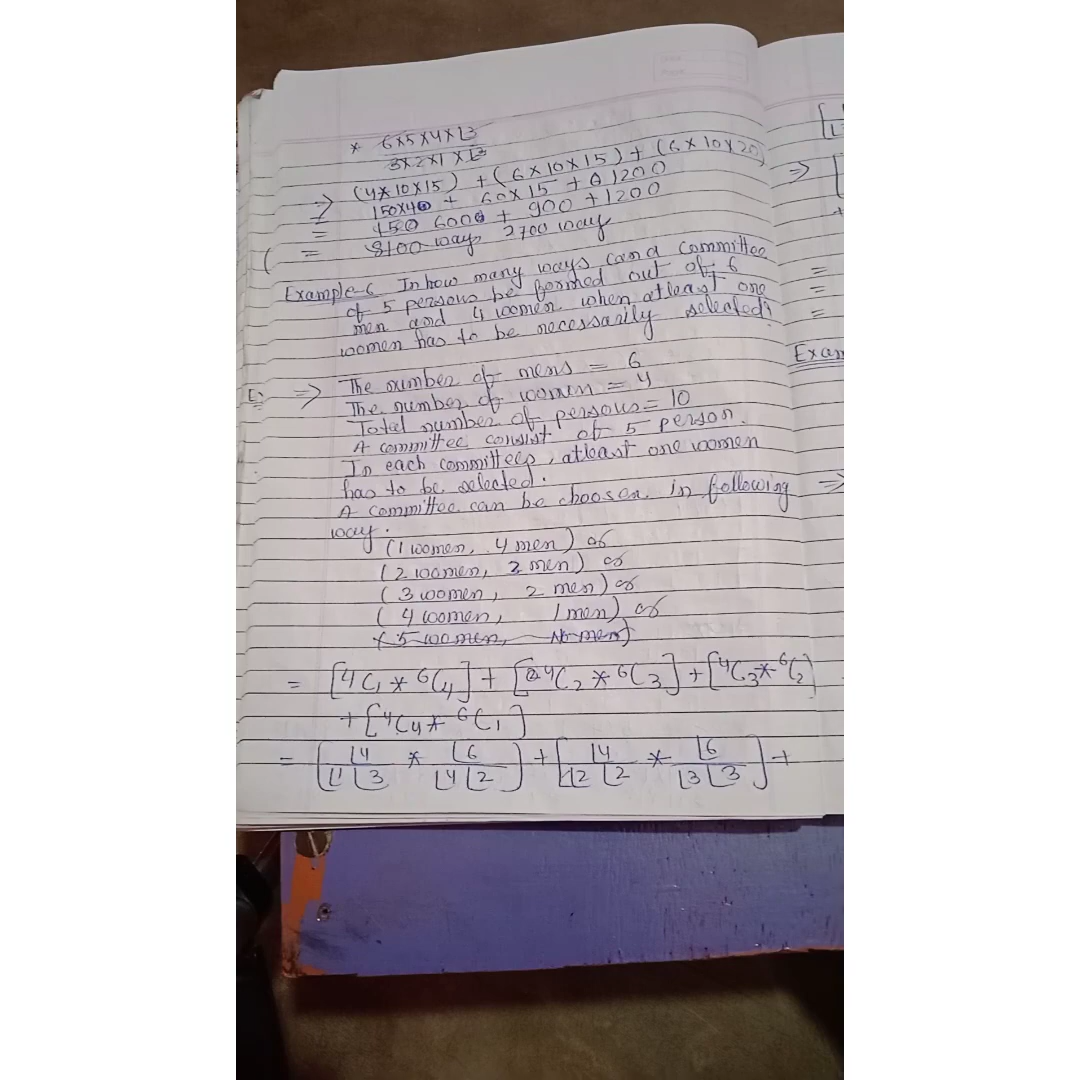 * 6×5×4×⌊3
3×2×1×⌊3
⇒ (4×10×15) + (6×10×15) + (6×10×20)
= 150×40 + 60×15 + 1200
= 6000 + 900 + 1200
= 8100 way 2700 way
Example-6 In how many ways can a committee
of 5 persons be formed out of 6
men and 4 women when atleast one
women has to be necessarily selected?
⇒ The number of mens = 6
The number of women = 4
Total number of persons = 10
A committee consist of 5 person.
In each committees, atleast one women
has to be selected.
A committee can be choosen in following
way.
(1 women, 4 men) or
(2 women, 3 men) or
(3 women, 2 men) or
(4 women, 1 men) or
(5 women, No men)
= [⁴C₁ * ⁶C₄] + [⁴C₂ * ⁶C₃] + [⁴C₃ * ⁶C₂]
+ [⁴C₄ * ⁶C₁]
= [⌊4 / ⌊1 ⌊3 * ⌊6 / ⌊4 ⌊2] + [⌊4 / ⌊2 ⌊2 * ⌊6 / ⌊3 ⌊3] +
⇒
=
=
=
Exam
⇒